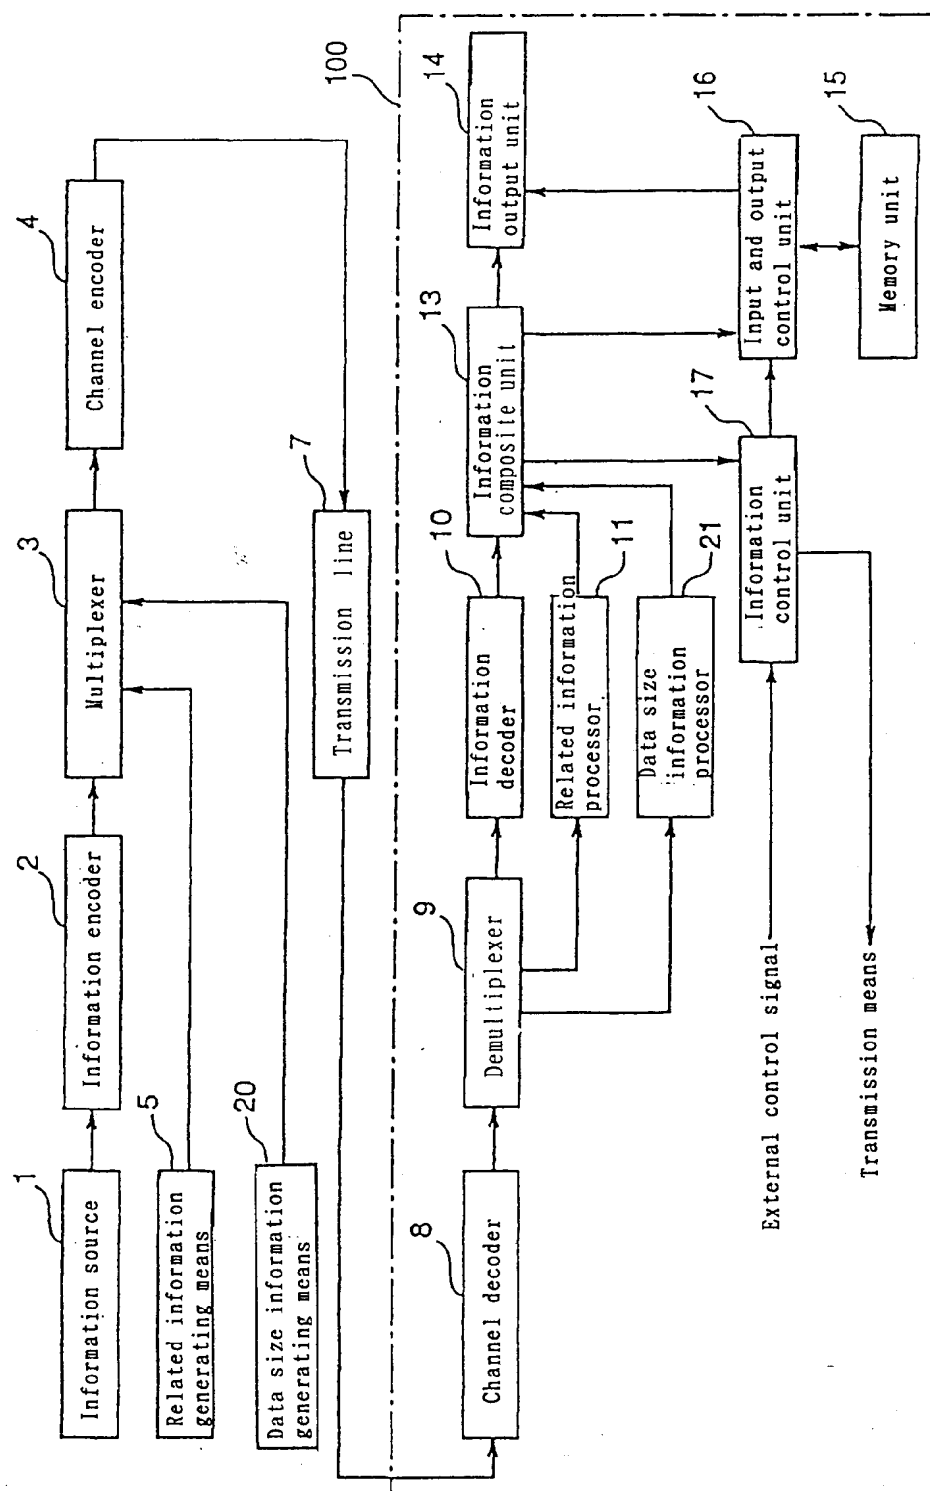 1
Information source
2
Information encoder
3
Multiplexer
4
Channel encoder
5
Related information
generating means
20
Data size information
generating means
7
Transmission line
100
8
Channel decoder
9
Demultiplexer
10
Information
decoder
11
Related information
processor
21
Data size
information
processor
13
Information
composite unit
14
Information
output unit
17
Information
control unit
16
Input and output
control unit
15
Memory unit
External control signal
Transmission means